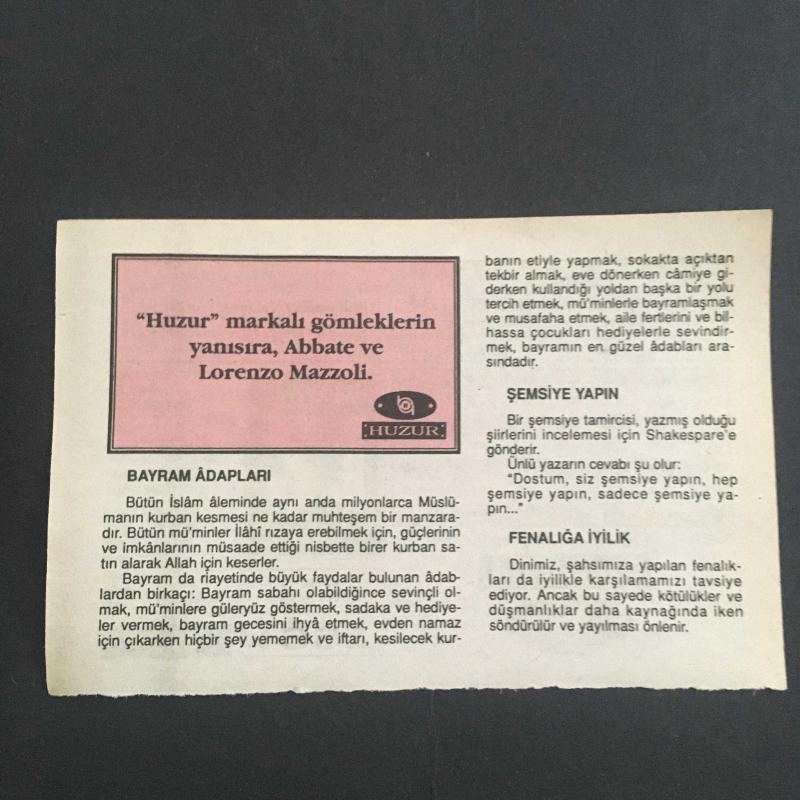 “Huzur” markalı gömleklerin
yanısıra, Abbate ve
Lorenzo Mazzoli.
HUZUR
BAYRAM ÂDAPLARI
Bütün İslâm âleminde aynı anda milyonlarca Müslü-
manın kurban kesmesi ne kadar muhteşem bir manzara-
dır. Bütün mü'minler İlâhî rızaya erebilmek için, güçlerinin
ve imkânlarının müsaade ettiği nisbette birer kurban sa-
tın alarak Allah için keserler.
Bayram da riayetinde büyük faydalar bulunan âdab-
lardan birkaçı: Bayram sabahı olabildiğince sevinçli ol-
mak, mü'minlere güleryüz göstermek, sadaka ve hediye-
ler vermek, bayram gecesini ihyâ etmek, evden namaz
için çıkarken hiçbir şey yememek ve iftarı, kesilecek kur-
banın etiyle yapmak, sokakta açıktan
tekbir almak, eve dönerken câmiye gi-
derken kullandığı yoldan başka bir yolu
tercih etmek, mü'minlerle bayramlaşmak
ve musafaha etmek, aile fertlerini ve bil-
hassa çocukları hediyelerle sevindir-
mek, bayramın en güzel âdabları ara-
sındadır.
ŞEMSİYE YAPIN
Bir şemsiye tamircisi, yazmış olduğu
şiirlerini incelemesi için Shakespare'e
gönderir.
Ünlü yazarın cevabı şu olur:
“Dostum, siz şemsiye yapın, hep
şemsiye yapın, sadece şemsiye ya-
pın...”
FENALIĞA İYİLİK
Dinimiz, şahsımıza yapılan fenalık-
ları da iyilikle karşılamamızı tavsiye
ediyor. Ancak bu sayede kötülükler ve
düşmanlıklar daha kaynağında iken
söndürülür ve yayılması önlenir.